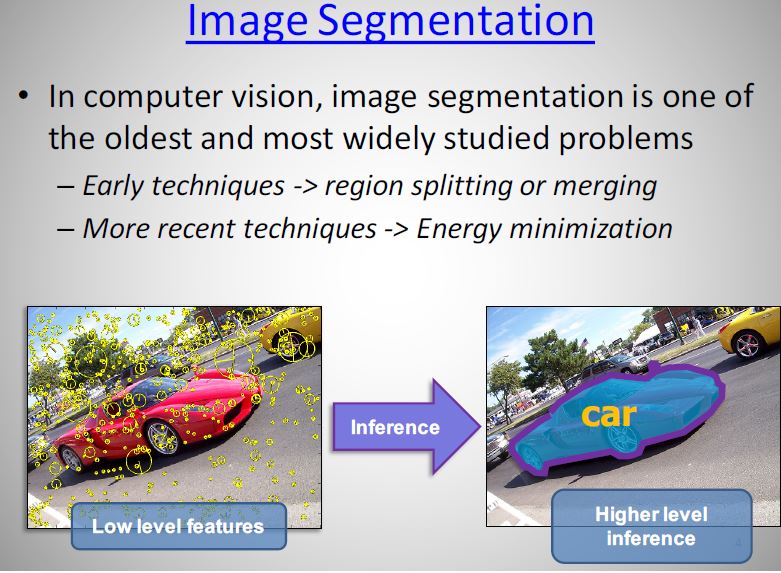 Image Segmentation
• In computer vision, image segmentation is one of
the oldest and most widely studied problems
– Early techniques -> region splitting or merging
– More recent techniques -> Energy minimization
Inference
car
Low level features
Higher level
inference
4